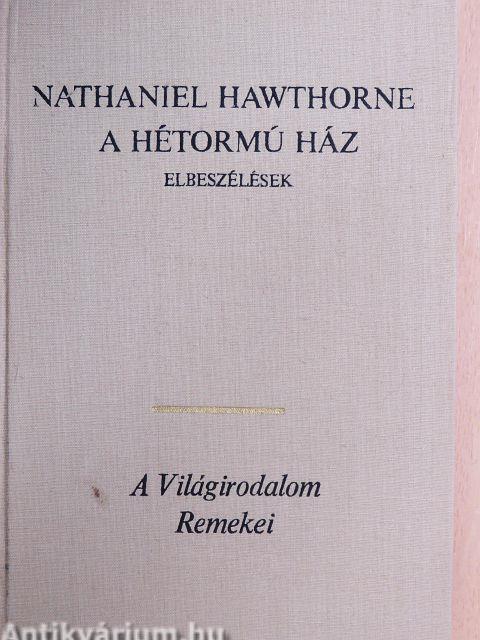 NATHANIEL HAWTHORNE
A HÉTORMÚ HÁZ
ELBESZÉLÉSEK
A Világirodalom
Remekei
Antikvárium.hu